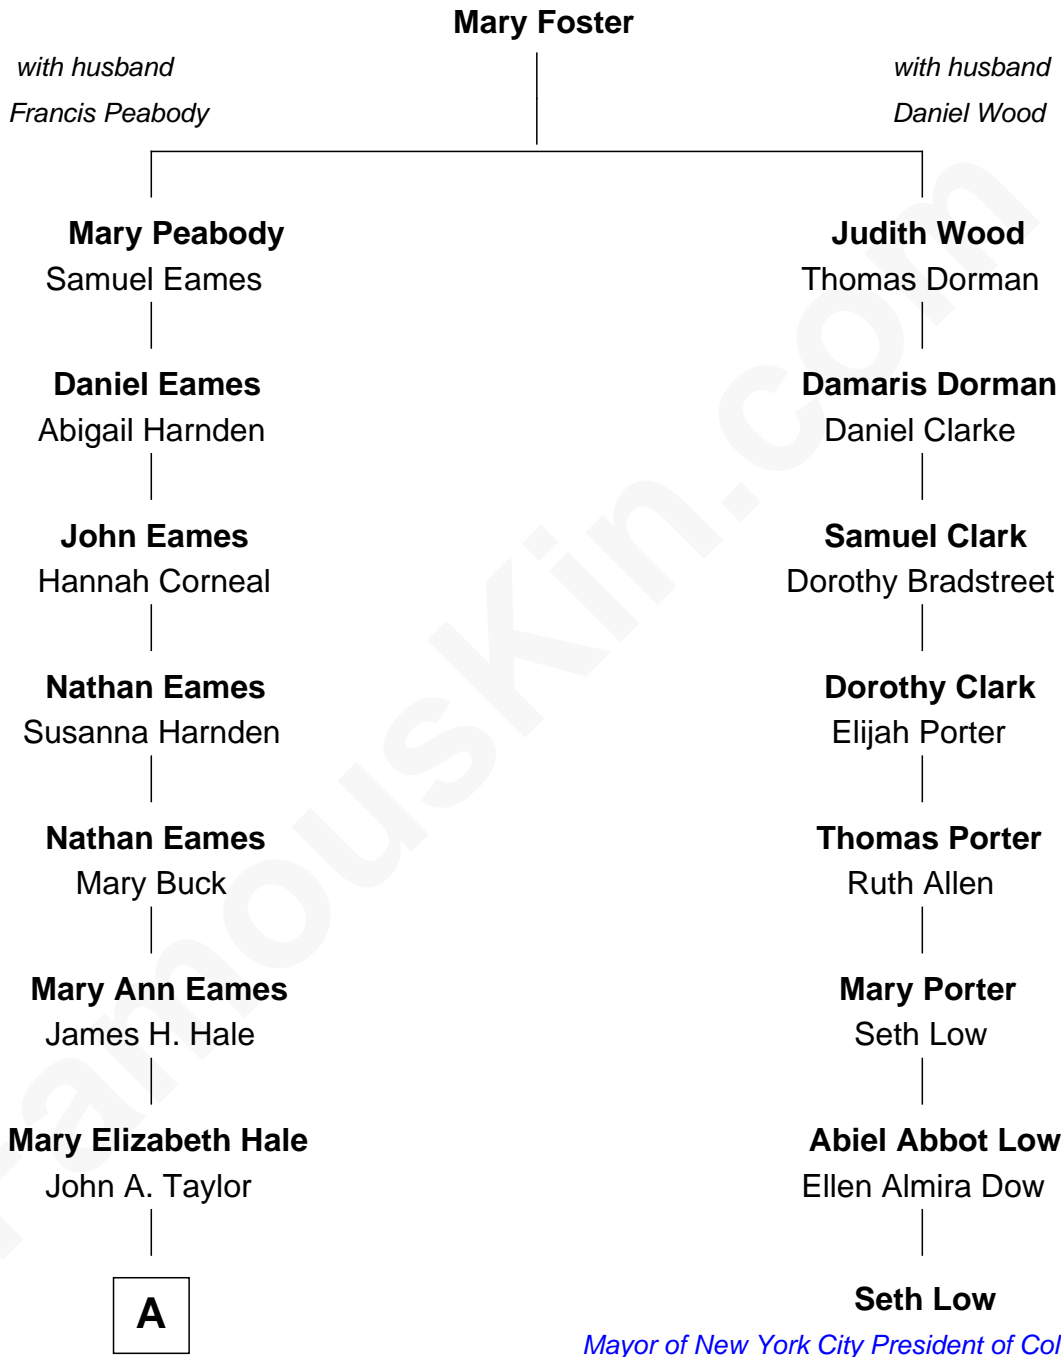 Mary Foster
with husband
Francis Peabody
with husband
Daniel Wood
Mary Peabody
Samuel Eames
Judith Wood
Thomas Dorman
Daniel Eames
Abigail Harnden
Damaris Dorman
Daniel Clarke
John Eames
Hannah Corneal
Samuel Clark
Dorothy Bradstreet
Nathan Eames
Susanna Harnden
Dorothy Clark
Elijah Porter
Nathan Eames
Mary Buck
Thomas Porter
Ruth Allen
Mary Ann Eames
James H. Hale
Mary Porter
Seth Low
Mary Elizabeth Hale
John A. Taylor
Abiel Abbot Low
Ellen Almira Dow
A
Seth Low
Mayor of New York City President of Col
FamousKin.com